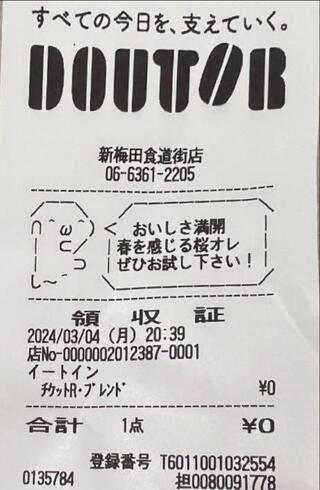 すべての今日を、支えていく。
DOUTOR
新梅田食道街店
06-6361-2205
おいしさ満開
春を感じる桜オレ
ぜひお試し下さい!
領収証
2024/03/04(月) 20:39
店No-0000002012387-0001
イートイン
ﾁｹｯﾄR･ﾌﾞﾚﾝﾄﾞ ¥0
合計 1点 ¥0
登録番号 T6011001032554
0135784 担0080091778